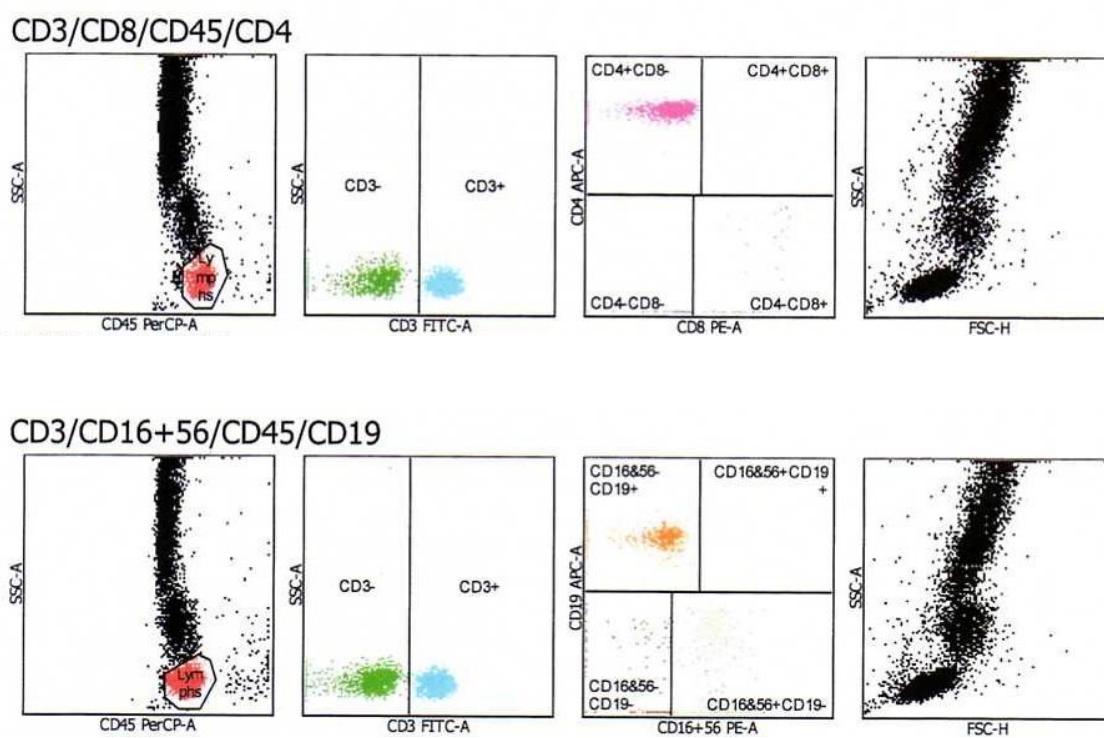 CD3/CD8/CD45/CD4
SSC-A
Ly
mp
hs
CD45 PerCP-A
SSC-A
CD3-
CD3+
CD3 FITC-A
CD4 APC-A
CD4+CD8-
CD4+CD8+
CD4-CD8-
CD4-CD8+
CD8 PE-A
SSC-A
FSC-H
CD3/CD16+56/CD45/CD19
SSC-A
Lym
phs
CD45 PerCP-A
SSC-A
CD3-
CD3+
CD3 FITC-A
CD19 APC-A
CD16&56-
CD19+
CD16&56+CD19
+
CD16&56-
CD19-
CD16&56+CD19-
CD16+56 PE-A
SSC-A
FSC-H